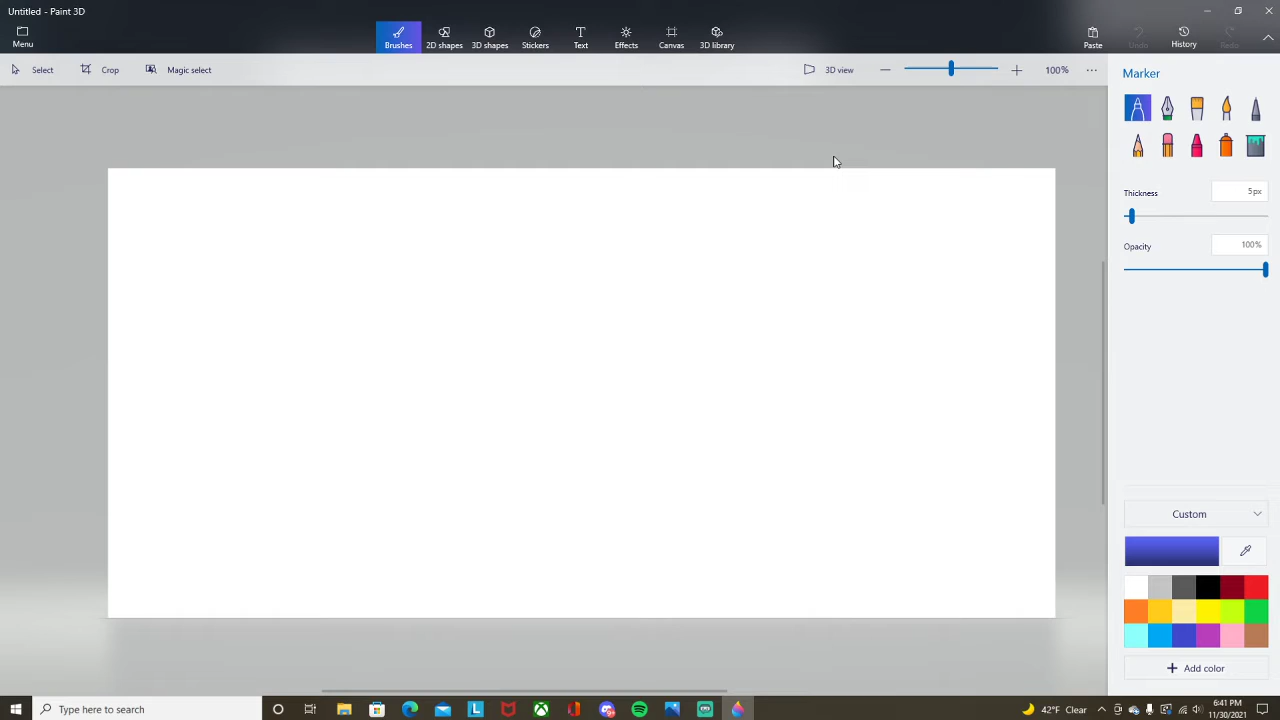 Untitled - Paint 3D
Menu
Brushes
2D shapes
3D shapes
Stickers
Text
Effects
Canvas
3D library
Paste
Undo
History
Redo
Select
Crop
Magic select
3D view
100%
Marker
Thickness
5px
Opacity
100%
Custom
Add color
Type here to search
42°F Clear
6:41 PM
11/30/2021